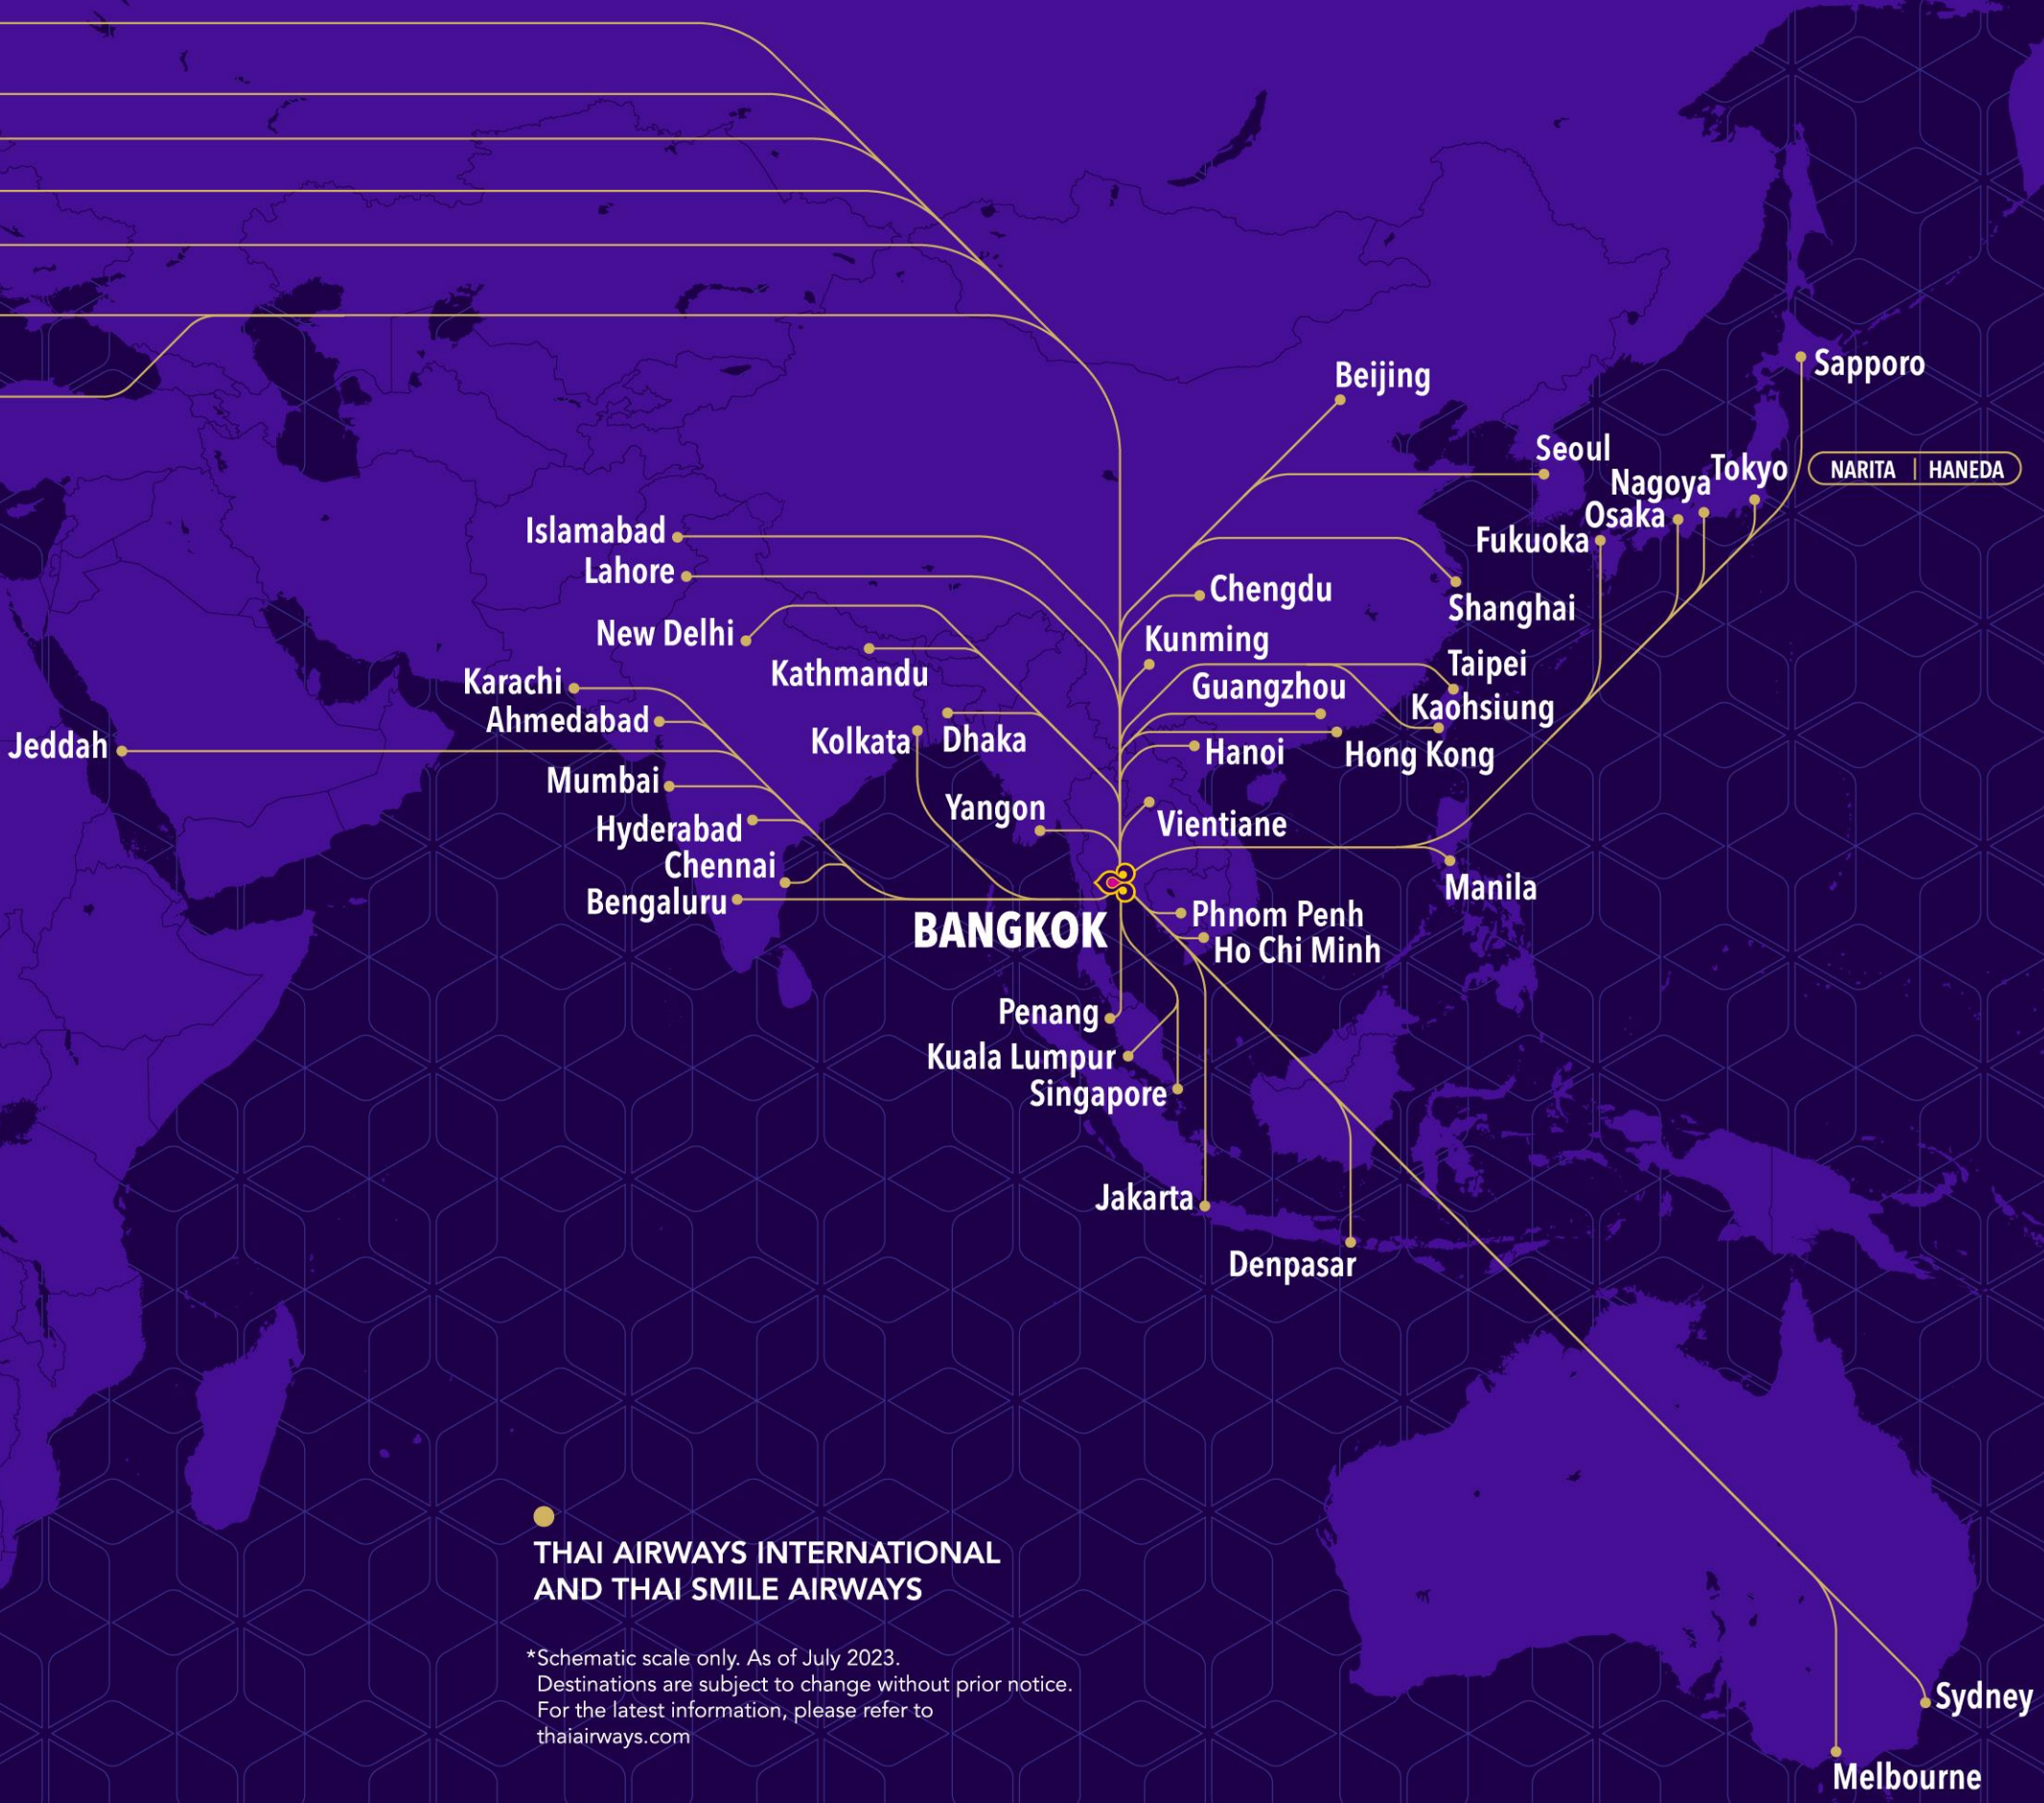 Beijing
Sapporo
Seoul
Nagoya
Tokyo
NARITA | HANEDA
Osaka
Fukuoka
Islamabad
Lahore
Chengdu
Shanghai
New Delhi
Kunming
Kathmandu
Taipei
Karachi
Guangzhou
Kaohsiung
Ahmedabad
Jeddah
Kolkata
Dhaka
Hanoi
Hong Kong
Mumbai
Yangon
Vientiane
Hyderabad
Chennai
Manila
Bengaluru
BANGKOK
Phnom Penh
Ho Chi Minh
Penang
Kuala Lumpur
Singapore
Jakarta
Denpasar
THAI AIRWAYS INTERNATIONAL
AND THAI SMILE AIRWAYS
*Schematic scale only. As of July 2023.
Destinations are subject to change without prior notice.
For the latest information, please refer to
thaiairways.com
Sydney
Melbourne